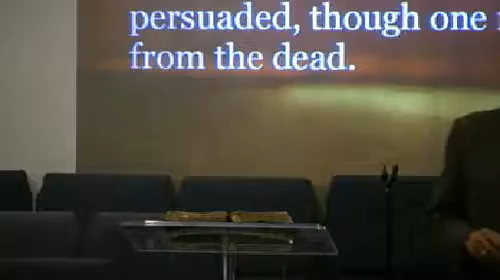 persuaded, though one
from the dead.